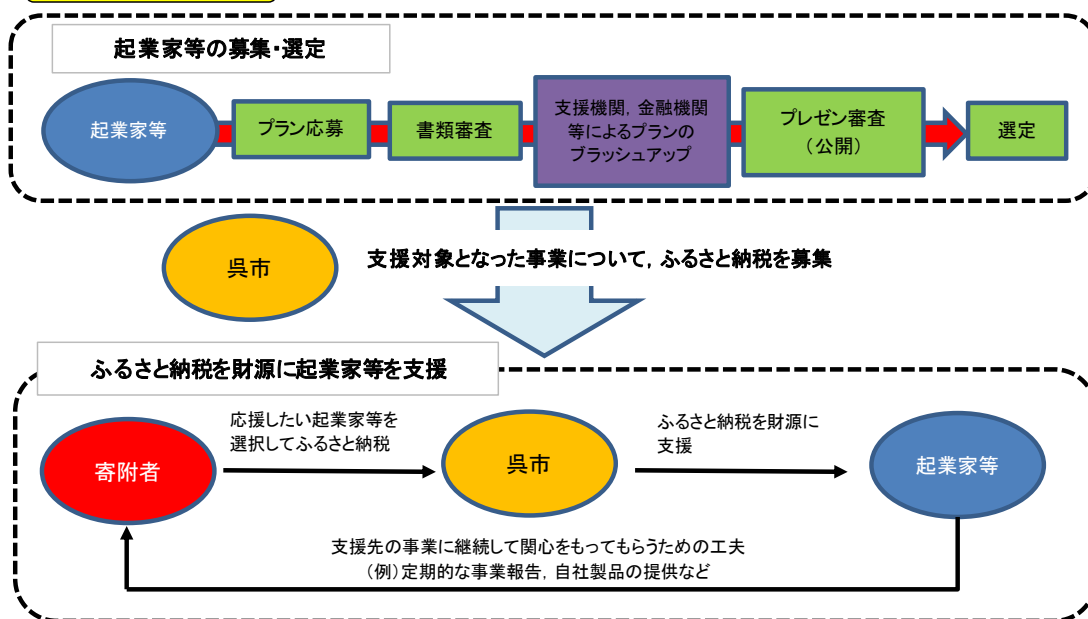 起業家等の募集・選定
起業家等
プラン応募
書類審査
支援機関，金融機関
等によるプランの
ブラッシュアップ
プレゼン審査
（公開）
選定
呉市
支援対象となった事業について，ふるさと納税を募集
ふるさと納税を財源に起業家等を支援
応援したい起業家等を
選択してふるさと納税
ふるさと納税を財源に
支援
寄附者
呉市
起業家等
支援先の事業に継続して関心をもってもらうための工夫
（例）定期的な事業報告，自社製品の提供など